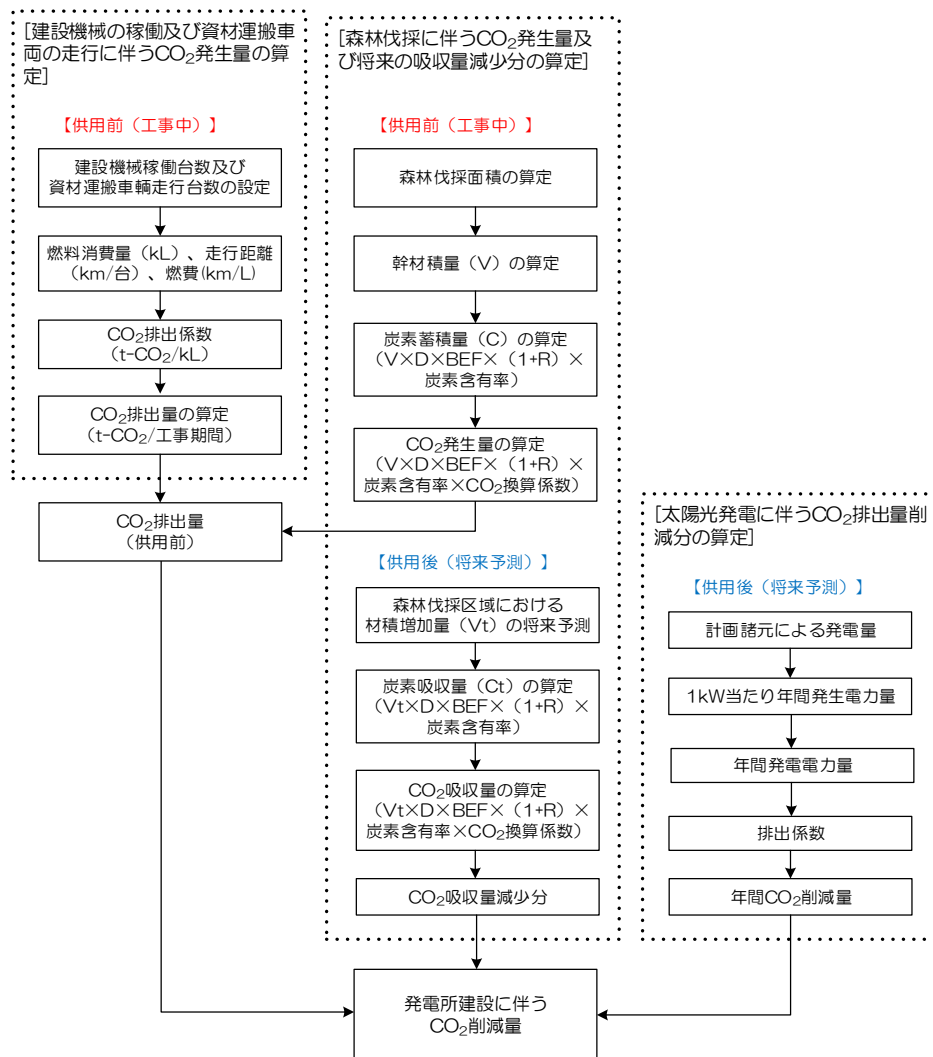 [建設機械の稼働及び資材運搬車
両の走行に伴うCO2発生量の算
定]
【供用前（工事中）】
建設機械稼働台数及び
資材運搬車輌走行台数の設定
燃料消費量（kL）、走行距離
（km/台）、燃費(km/L)
CO2排出係数
（t-CO2/kL）
CO2排出量の算定
（t-CO2/工事期間）
CO2排出量
（供用前）
[森林伐採に伴うCO2発生量及
び将来の吸収量減少分の算定]
【供用前（工事中）】
森林伐採面積の算定
幹材積量（V）の算定
炭素蓄積量（C）の算定
（V×D×BEF×（1+R）×
炭素含有率）
CO2発生量の算定
（V×D×BEF×（1+R）×
炭素含有率×CO2換算係数）
【供用後（将来予測）】
森林伐採区域における
材積増加量（Vt）の将来予測
炭素吸収量（Ct）の算定
（Vt×D×BEF×（1+R）×
炭素含有率）
CO2吸収量の算定
（Vt×D×BEF×（1+R）×
炭素含有率×CO2換算係数）
CO2吸収量減少分
[太陽光発電に伴うCO2排出量削
減分の算定]
【供用後（将来予測）】
計画諸元による発電量
1kW当たり年間発生電力量
年間発電電力量
排出係数
年間CO2削減量
発電所建設に伴う
CO2削減量